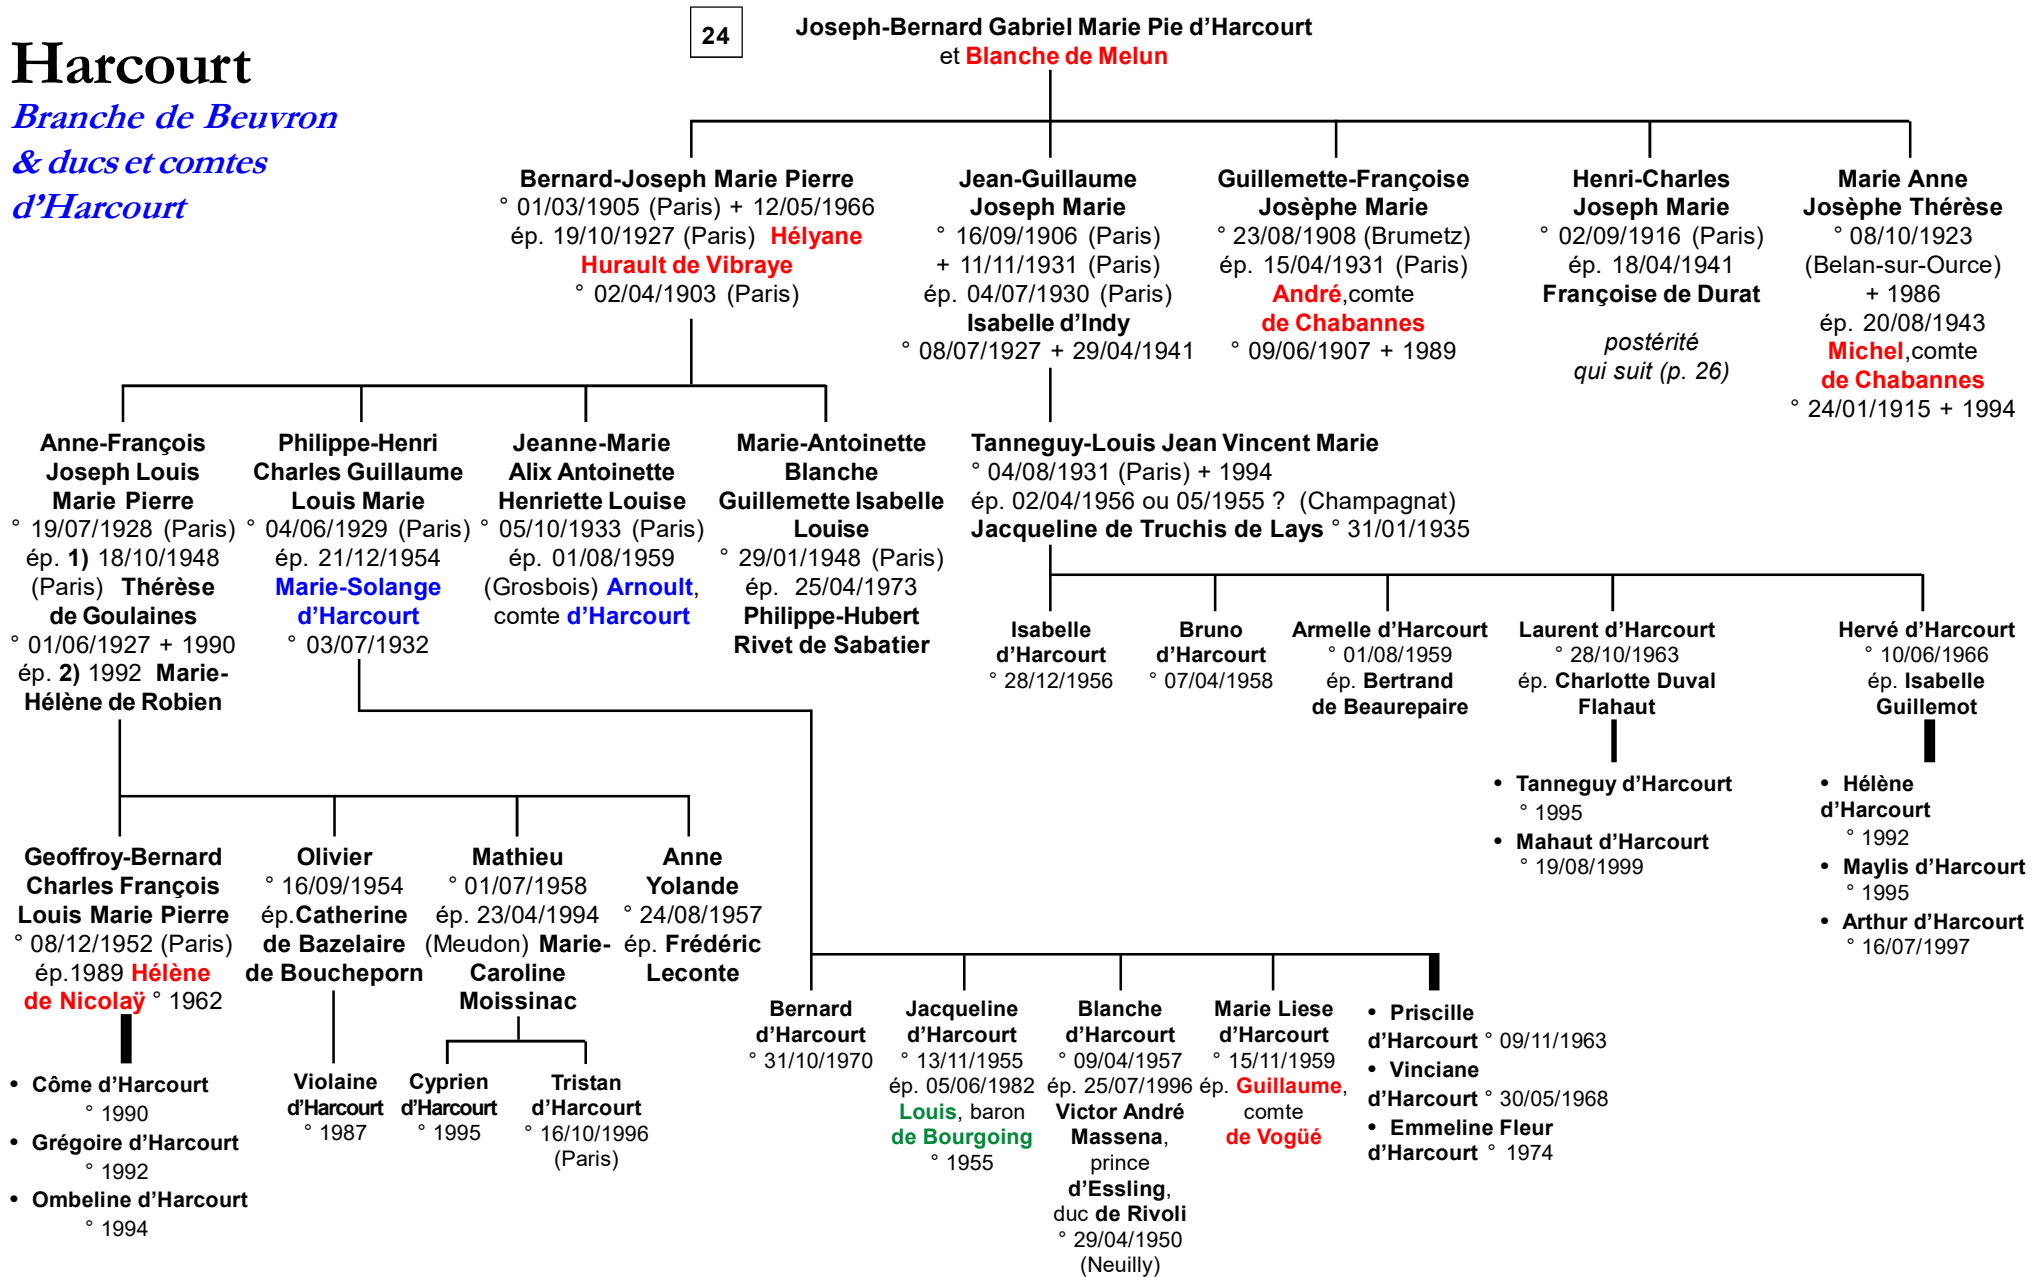 Harcourt
Branche de Beuvron
& ducs et comtes
d'Harcourt
24
Joseph-Bernard Gabriel Marie Pie d’Harcourt
et Blanche de Melun
Bernard-Joseph Marie Pierre
° 01/03/1905 (Paris) + 12/05/1966
ép. 19/10/1927 (Paris) Hélyane
Hurault de Vibraye
° 02/04/1903 (Paris)
Jean-Guillaume
Joseph Marie
° 16/09/1906 (Paris)
+ 11/11/1931 (Paris)
ép. 04/07/1930 (Paris)
Isabelle d’Indy
° 08/07/1927 + 29/04/1941
Guillemette-Françoise
Josèphe Marie
° 23/08/1908 (Brumetz)
ép. 15/04/1931 (Paris)
André,comte
de Chabannes
° 09/06/1907 + 1989
Henri-Charles
Joseph Marie
° 02/09/1916 (Paris)
ép. 18/04/1941
Françoise de Durat
postérité
qui suit (p. 26)
Marie Anne
Josèphe Thérèse
° 08/10/1923
(Belan-sur-Ource)
+ 1986
ép. 20/08/1943
Michel,comte
de Chabannes
° 24/01/1915 + 1994
Anne-François
Joseph Louis
Marie Pierre
° 19/07/1928 (Paris)
ép. 1) 18/10/1948
(Paris) Thérèse
de Goulaines
° 01/06/1927 + 1990
ép. 2) 1992 Marie-
Hélène de Robien
Philippe-Henri
Charles Guillaume
Louis Marie
° 04/06/1929 (Paris)
ép. 21/12/1954
Marie-Solange
d’Harcourt
° 03/07/1932
Jeanne-Marie
Alix Antoinette
Henriette Louise
° 05/10/1933 (Paris)
ép. 01/08/1959
(Grosbois) Arnoult,
comte d’Harcourt
Marie-Antoinette
Blanche
Guillemette Isabelle
Louise
° 29/01/1948 (Paris)
ép. 25/04/1973
Philippe-Hubert
Rivet de Sabatier
Tanneguy-Louis Jean Vincent Marie
° 04/08/1931 (Paris) + 1994
ép. 02/04/1956 ou 05/1955 ? (Champagnat)
Jacqueline de Truchis de Lays ° 31/01/1935
Isabelle
d’Harcourt
° 28/12/1956
Bruno
d’Harcourt
° 07/04/1958
Armelle d’Harcourt
° 01/08/1959
ép. Bertrand
de Beaurepaire
Laurent d’Harcourt
° 28/10/1963
ép. Charlotte Duval
Flahaut
Hervé d’Harcourt
° 10/06/1966
ép. Isabelle
Guillemot
• Tanneguy d’Harcourt
° 1995
• Mahaut d’Harcourt
° 19/08/1999
• Hélène
d’Harcourt
° 1992
• Maylis d’Harcourt
° 1995
• Arthur d’Harcourt
° 16/07/1997
Geoffroy-Bernard
Charles François
Louis Marie Pierre
° 08/12/1952 (Paris)
ép.1989 Hélène
de Nicolaÿ ° 1962
Olivier
° 16/09/1954
ép.Catherine
de Bazelaire
de Boucheporn
Mathieu
° 01/07/1958
ép. 23/04/1994
(Meudon) Marie-
Caroline
Moissinac
Anne
Yolande
° 24/08/1957
ép. Frédéric
Leconte
• Côme d’Harcourt
° 1990
• Grégoire d’Harcourt
° 1992
• Ombeline d’Harcourt
° 1994
Violaine
d’Harcourt
° 1987
Cyprien
d’Harcourt
° 1995
Tristan
d’Harcourt
° 16/10/1996
(Paris)
Bernard
d’Harcourt
° 31/10/1970
Jacqueline
d’Harcourt
° 13/11/1955
ép. 05/06/1982
Louis, baron
de Bourgoing
° 1955
Blanche
d’Harcourt
° 09/04/1957
ép. 25/07/1996
Victor André
Massena,
prince
d’Essling,
duc de Rivoli
° 29/04/1950
(Neuilly)
Marie Liese
d’Harcourt
° 15/11/1959
ép. Guillaume,
comte
de Vogüé
• Priscille
d’Harcourt ° 09/11/1963
• Vinciane
d’Harcourt ° 30/05/1968
• Emmeline Fleur
d’Harcourt ° 1974